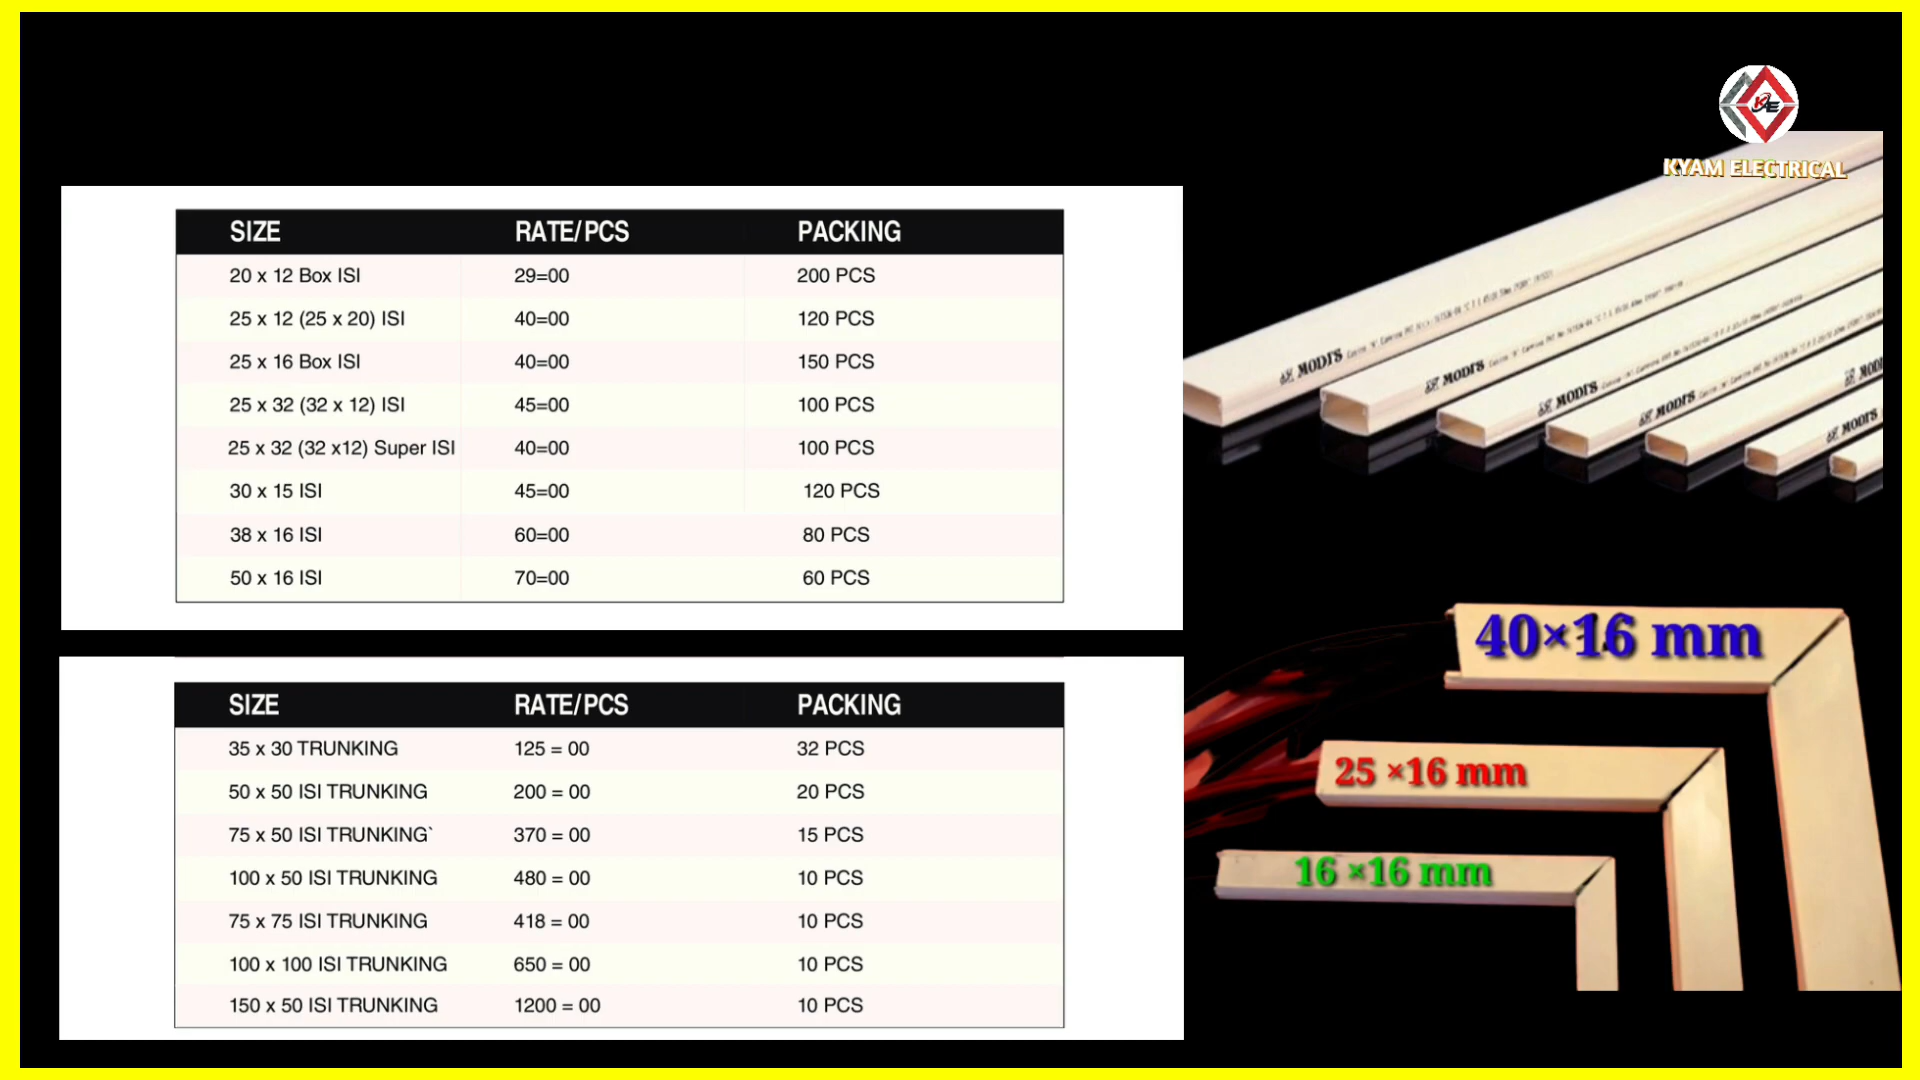 KE
KYAM ELECTRICAL
SIZE RATE/PCS PACKING
20 x 12 Box ISI 29=00 200 PCS
25 x 12 (25 x 20) ISI 40=00 120 PCS
25 x 16 Box ISI 40=00 150 PCS
25 x 32 (32 x 12) ISI 45=00 100 PCS
25 x 32 (32 x12) Super ISI 40=00 100 PCS
30 x 15 ISI 45=00 120 PCS
38 x 16 ISI 60=00 80 PCS
50 x 16 ISI 70=00 60 PCS
MODI'S
MODI'S
MODI'S
MODI'S
MODI'S
SIZE RATE/PCS PACKING
35 x 30 TRUNKING 125 = 00 32 PCS
50 x 50 ISI TRUNKING 200 = 00 20 PCS
75 x 50 ISI TRUNKING` 370 = 00 15 PCS
100 x 50 ISI TRUNKING 480 = 00 10 PCS
75 x 75 ISI TRUNKING 418 = 00 10 PCS
100 x 100 ISI TRUNKING 650 = 00 10 PCS
150 x 50 ISI TRUNKING 1200 = 00 10 PCS
40×16 mm
25 ×16 mm
16 ×16 mm